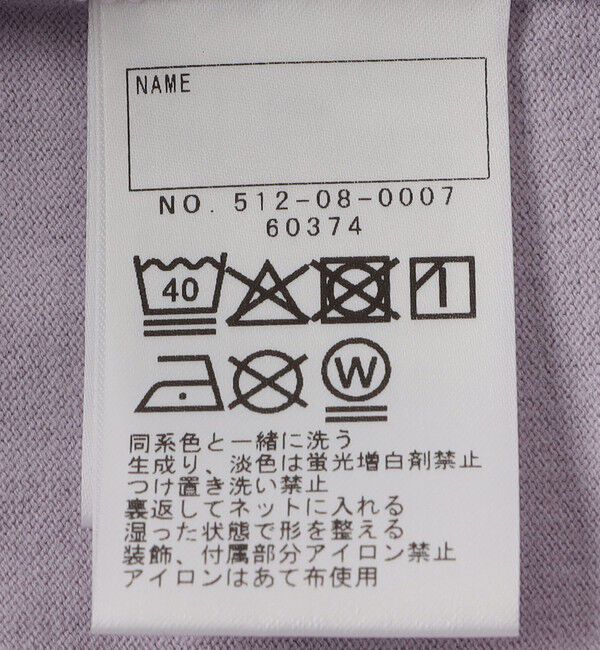 NAME
NO. 512-08-0007
60374
40
W
同系色と一緒に洗う
生成り、淡色は蛍光増白剤禁止
つけ置き洗い禁止
裏返してネットに入れる
湿った状態で形を整える
装飾、付属部分アイロン禁止
アイロンはあて布使用